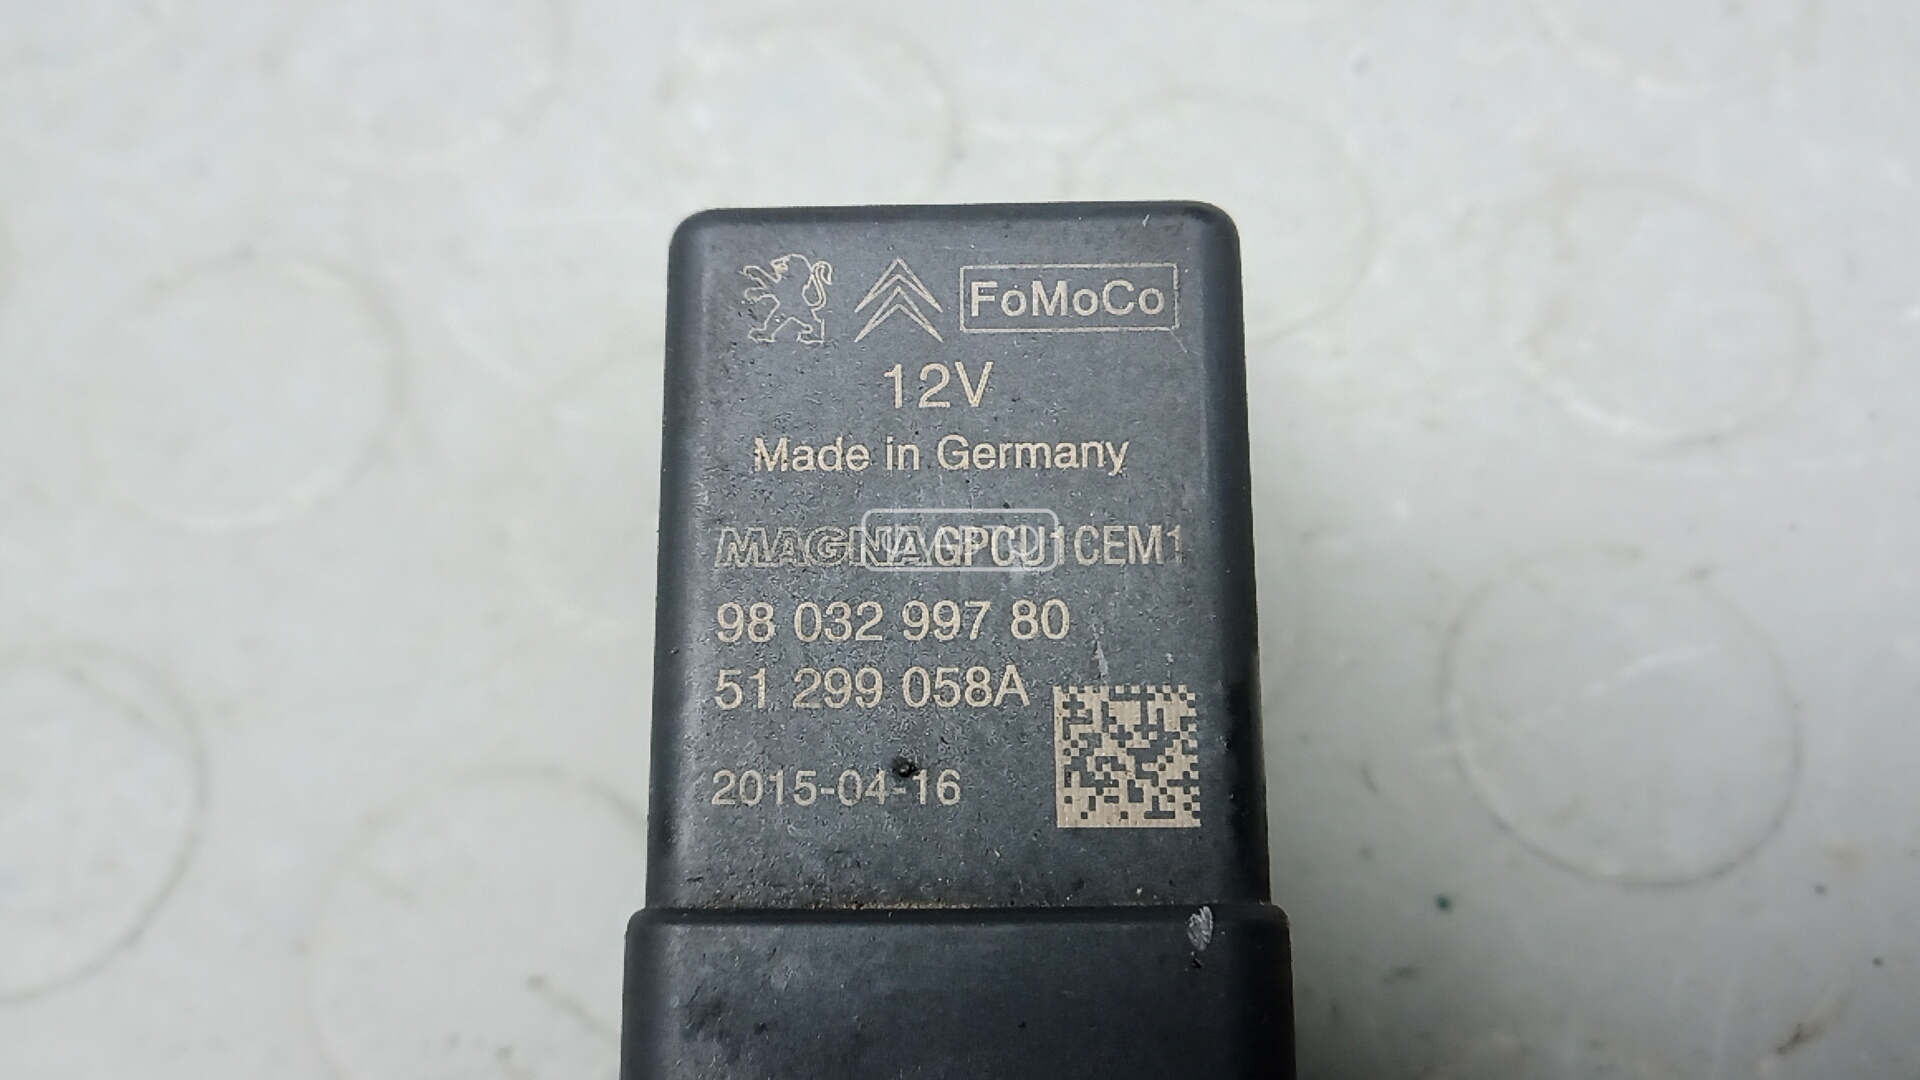 FoMoCo
12V
Made in Germany
MAGNA GPCU1CEM1
98 032 997 80
51 299 058A
2015-04-16